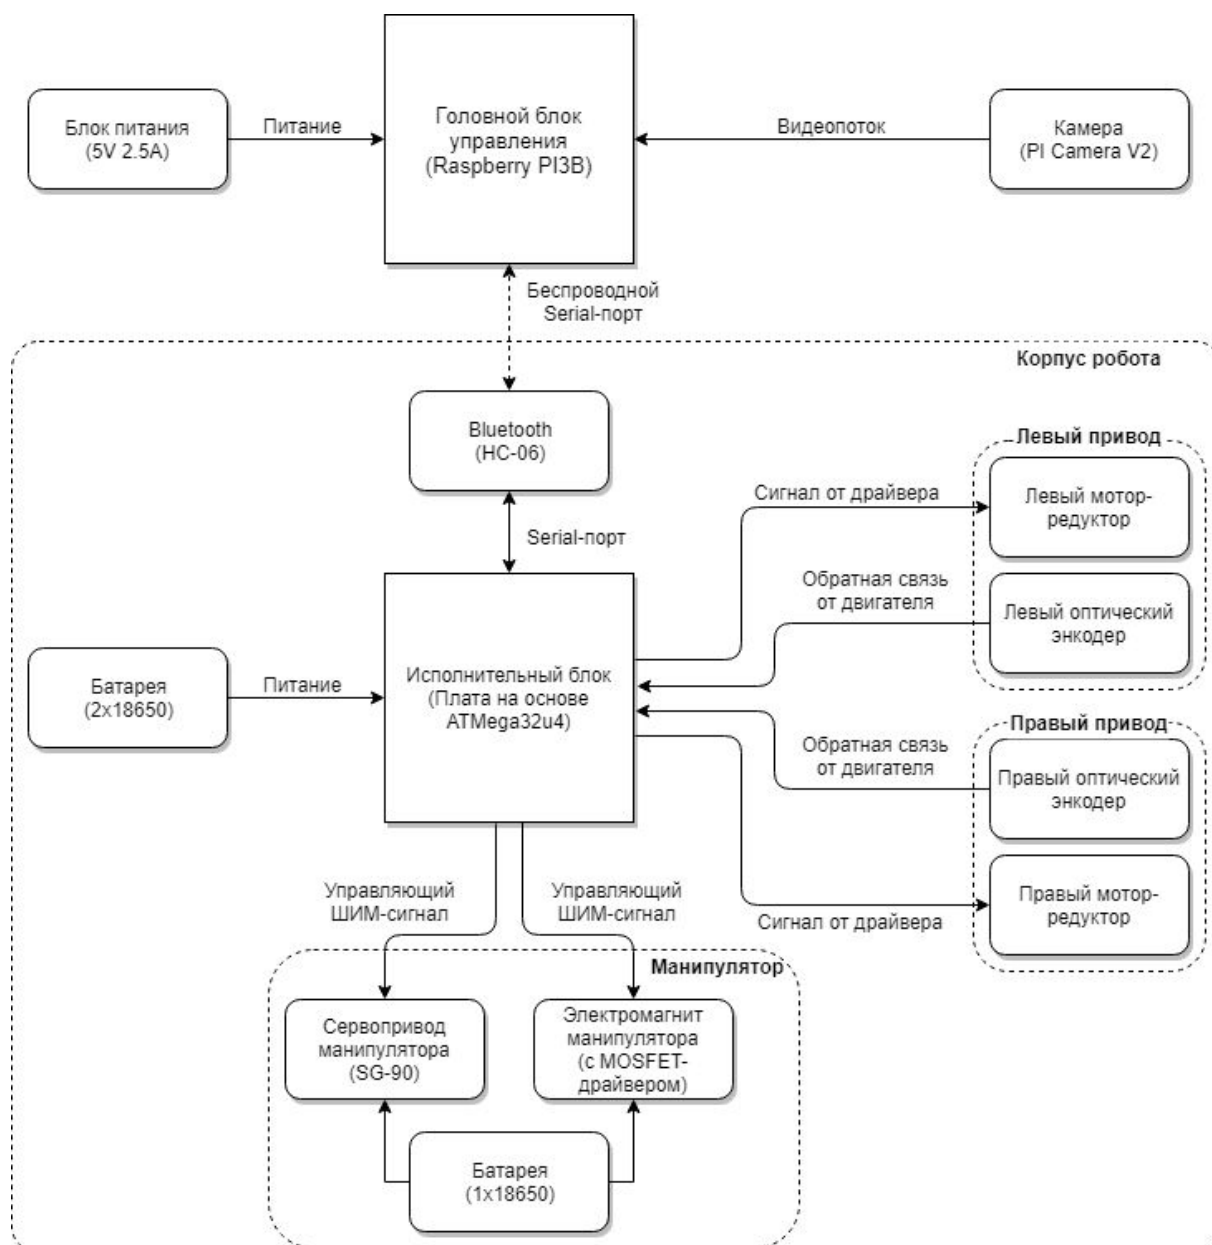 Блок питания
(5V 2.5A)
Питание
Головной блок
управления
(Raspberry PI3B)
Видеопоток
Камера
(PI Camera V2)
Беспроводной
Serial-порт
Корпус робота
Bluetooth
(HC-06)
Serial-порт
Левый привод
Сигнал от драйвера
Левый мотор-
редуктор
Обратная связь
от двигателя
Левый оптический
энкодер
Батарея
(2x18650)
Питание
Исполнительный блок
(Плата на основе
ATMega32u4)
Правый привод
Обратная связь
от двигателя
Правый оптический
энкодер
Сигнал от драйвера
Правый мотор-
редуктор
Управляющий
ШИМ-сигнал
Управляющий
ШИМ-сигнал
Манипулятор
Сервопривод
манипулятора
(SG-90)
Электромагнит
манипулятора
(с MOSFET-
драйвером)
Батарея
(1x18650)